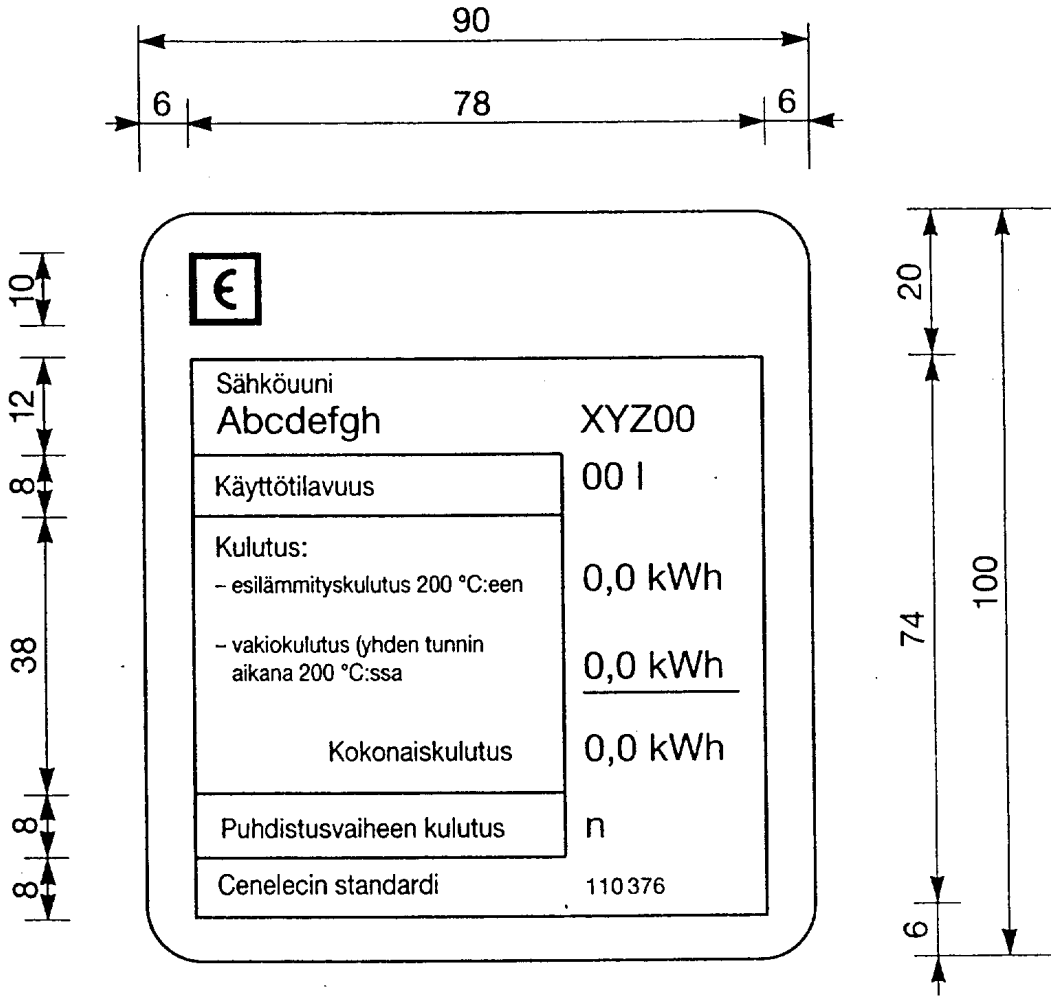 90
6 78 6
10
20
Є
12
Sähköuuni
Abcdefgh XYZ00
8
Käyttötilavuus 00 l
Kulutus:
– esilämmityskulutus 200 °C:een 0,0 kWh
100
74
38
– vakiokulutus (yhden tunnin
aikana 200 °C:ssa 0,0 kWh
Kokonaiskulutus 0,0 kWh
8
Puhdistusvaiheen kulutus n
8
Cenelecin standardi 110 376
6